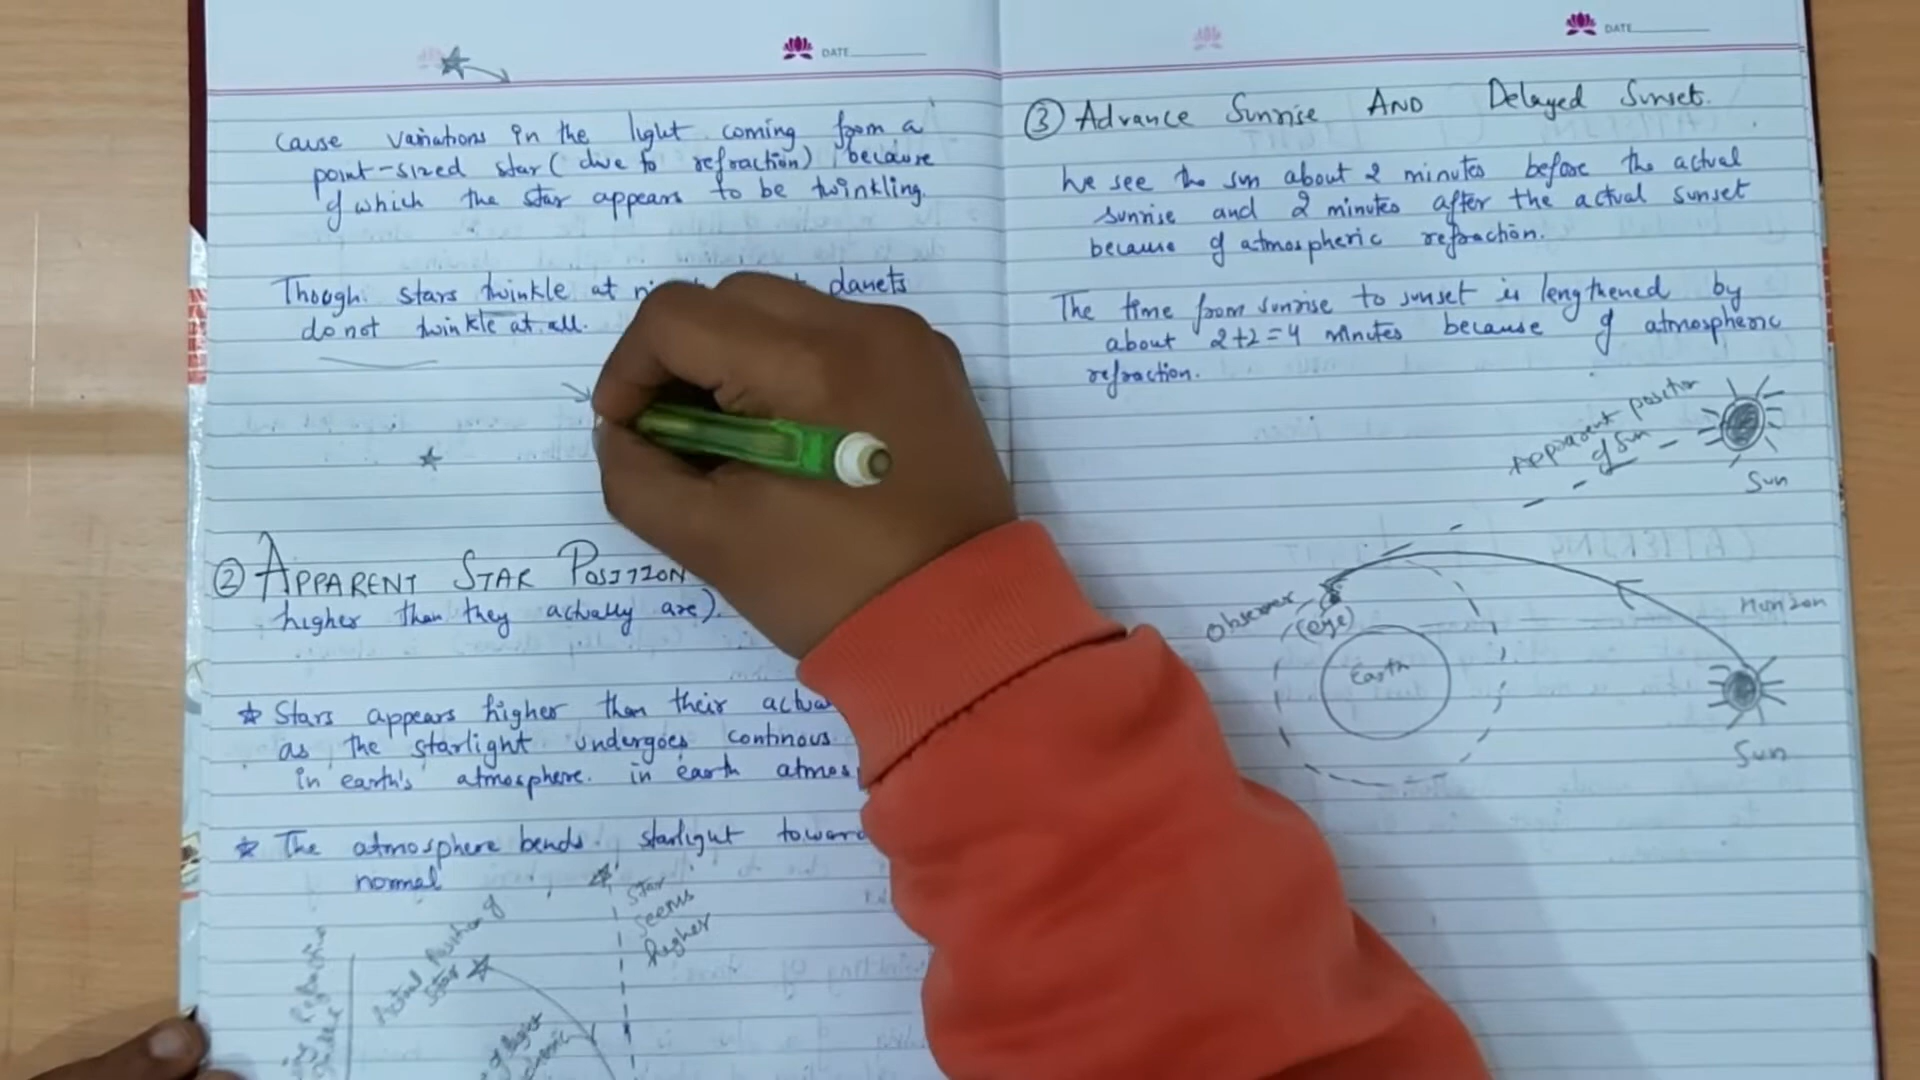 DATE
cause variations in the light coming from a
point-sized star (due to refraction) because
of which the star appears to be twinkling.
Though stars twinkle at planets
do not twinkle at all.
② APPARENT STAR POSITION
higher than they actually are).
☆ Stars appears higher than their
as the starlight undergoes continous
in earth's atmosphere. in earth
☆ The atmosphere bends starlight
normal
Star
seems
higher
Actual Position of
Star
DATE
③ Advance Sunrise AND Delayed Sunset.
We see the sun about 2 minutes before the actual
sunrise and 2 minutes after the actual sunset
because of atmospheric refraction.
The time from sunrise to sunset is lengthened by
about 2+2=4 minutes because of atmospheric
refraction.
Apparent position
of Sun
Sun
Observer
(eye)
Horizon
Earth
Sun